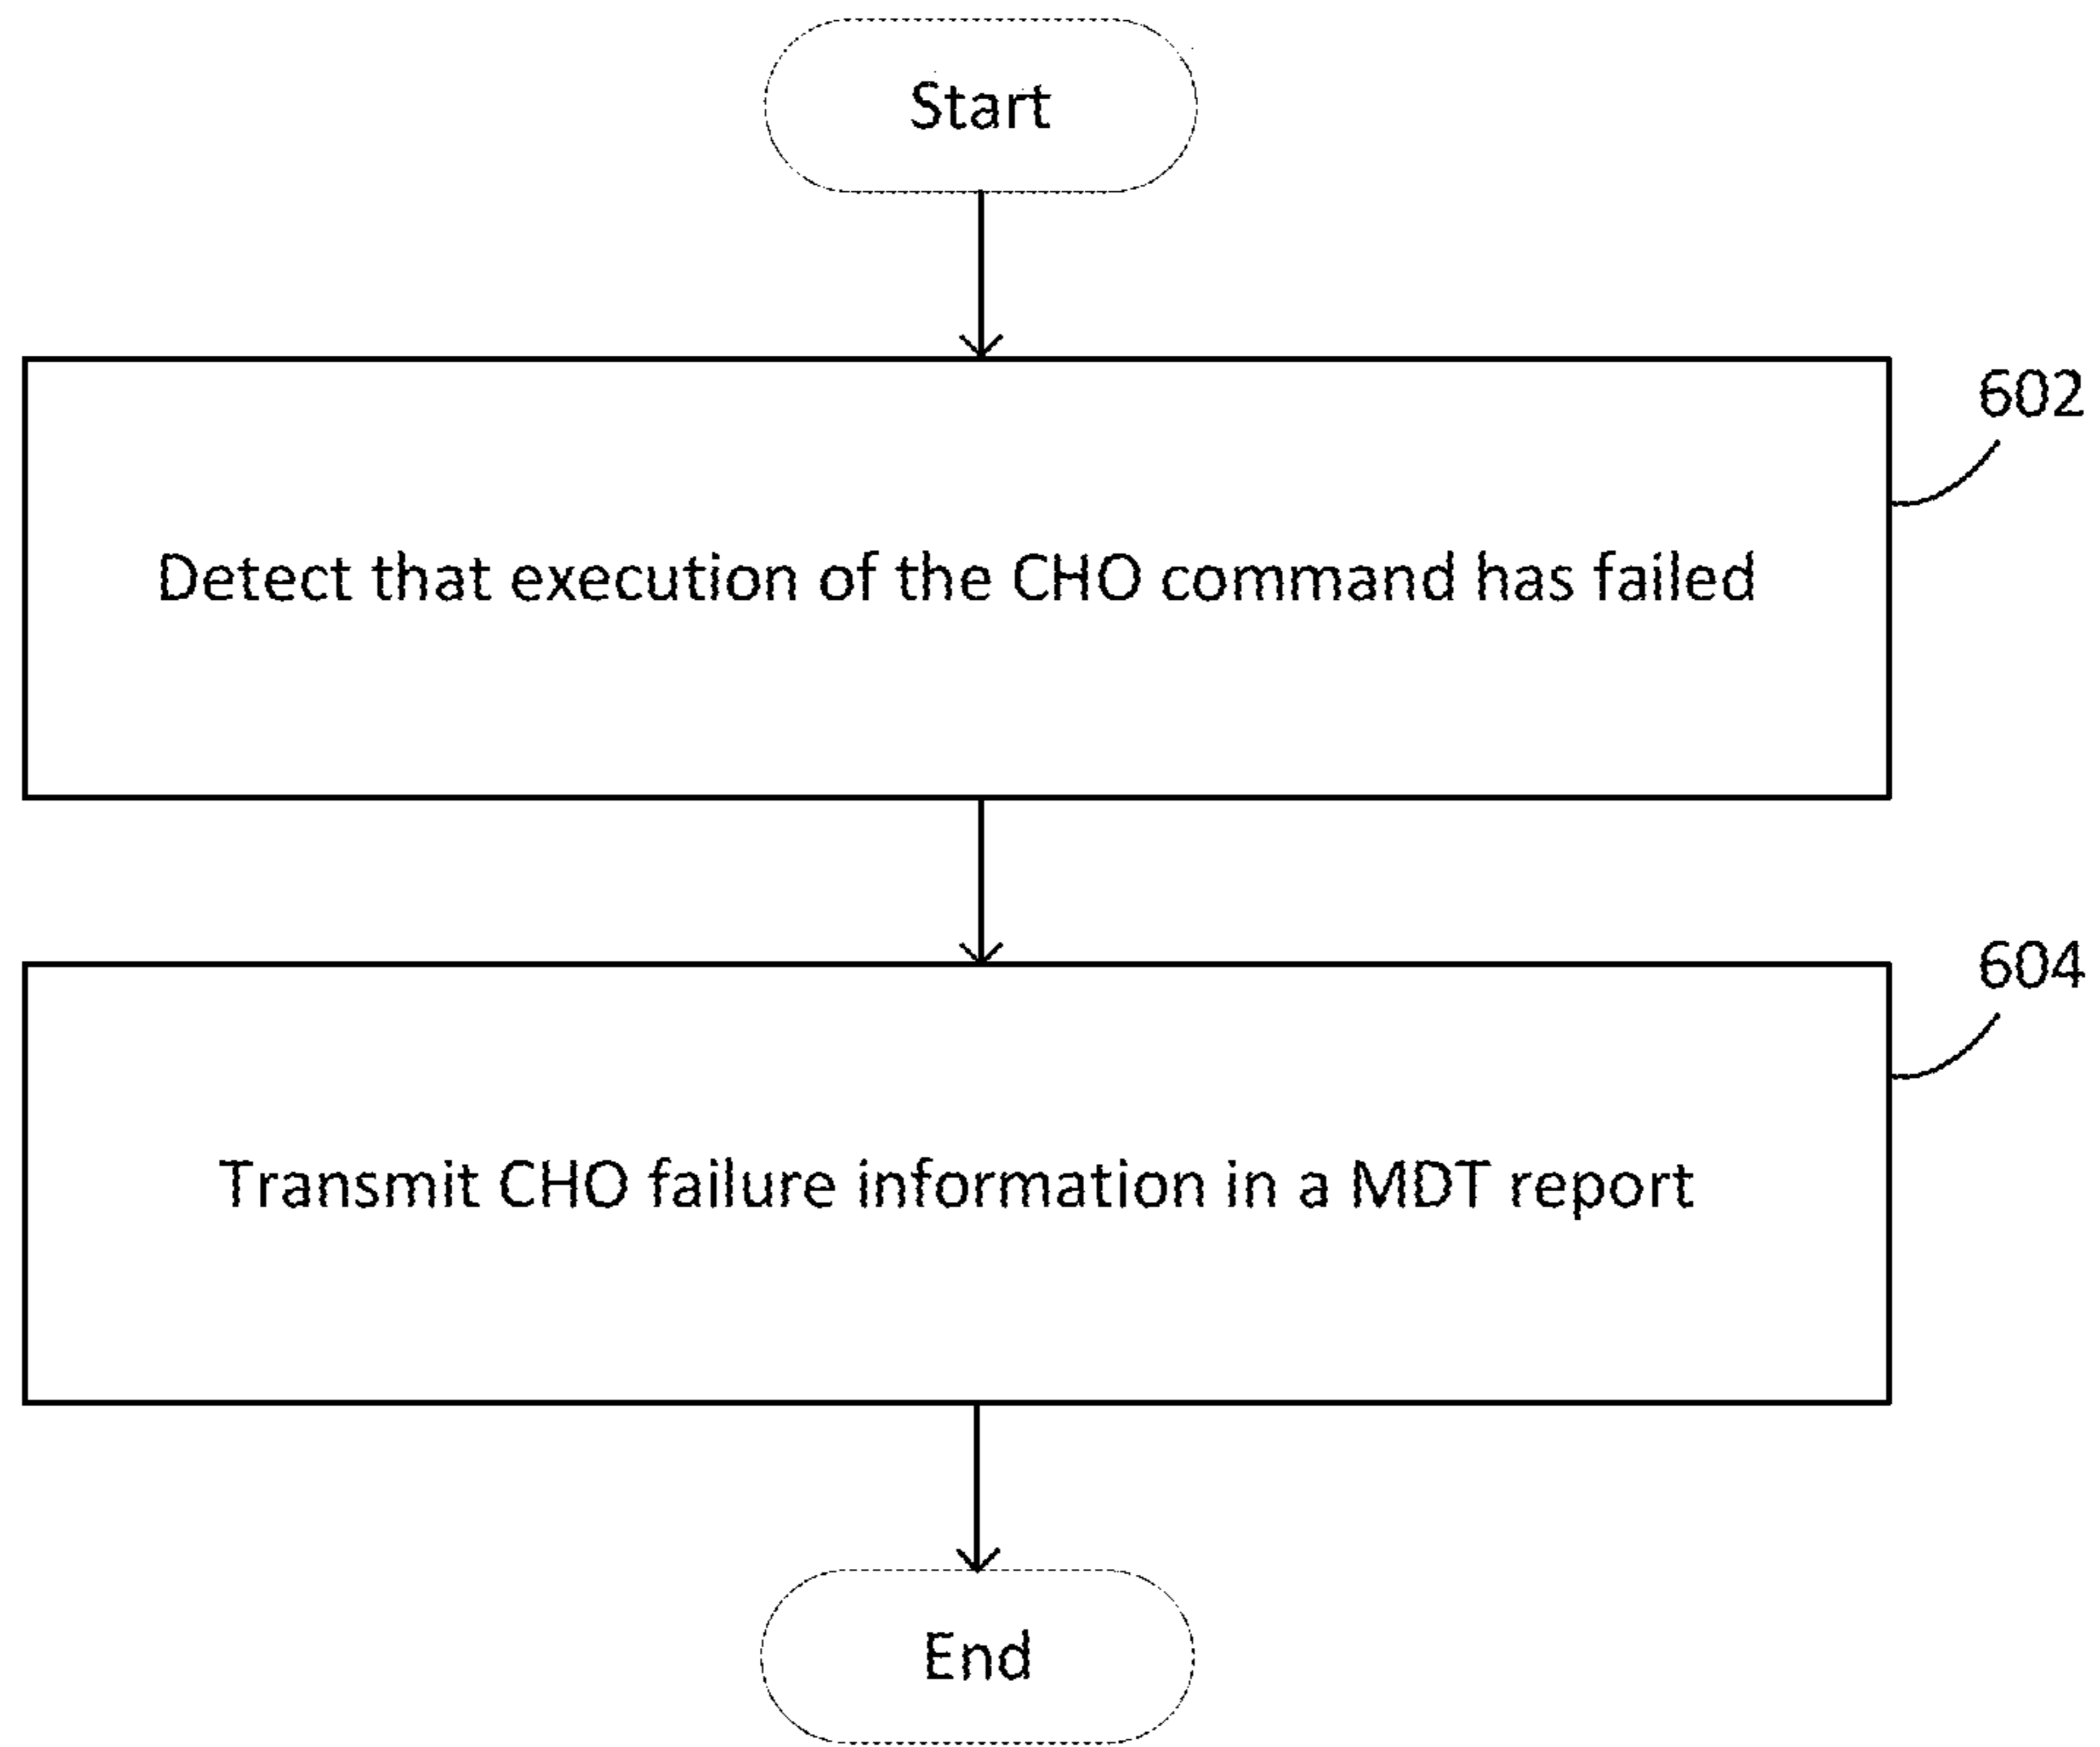 Start
602
Detect that execution of the CHO command has failed
604
Transmit CHO failure information in a MDT report
End